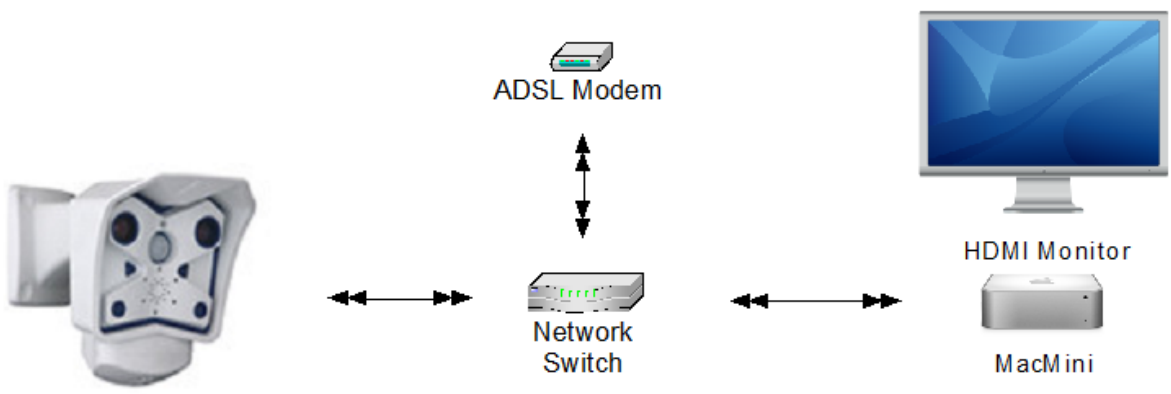 ADSL Modem
HDMI Monitor
Network
Switch
MacMini